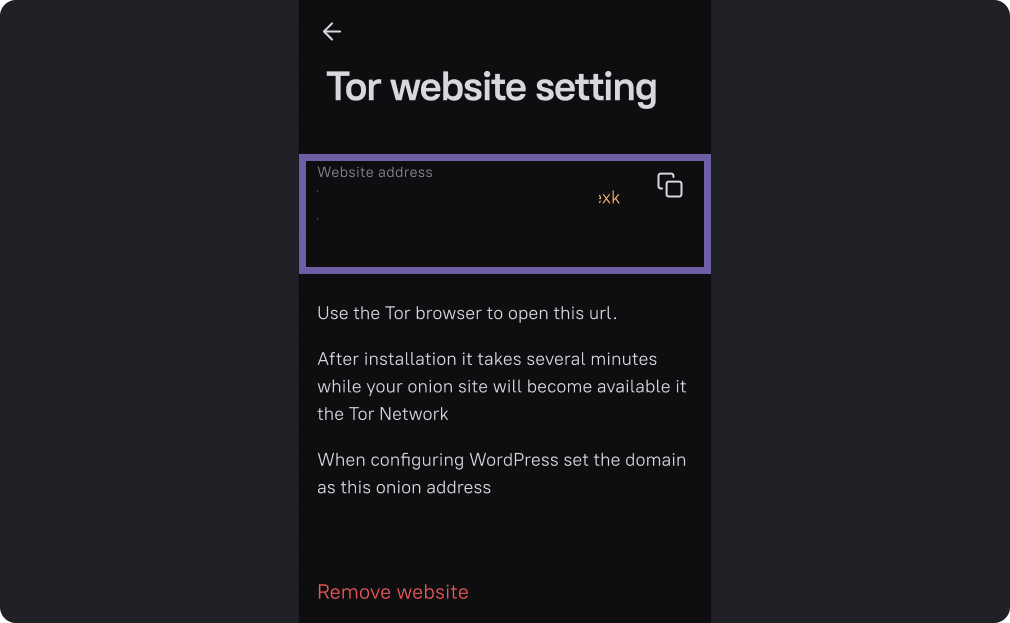 Tor website setting
Website address
Use the Tor browser to open this url.
After installation it takes several minutes
while your onion site will become available it
the Tor Network
When configuring WordPress set the domain
as this onion address
Remove website